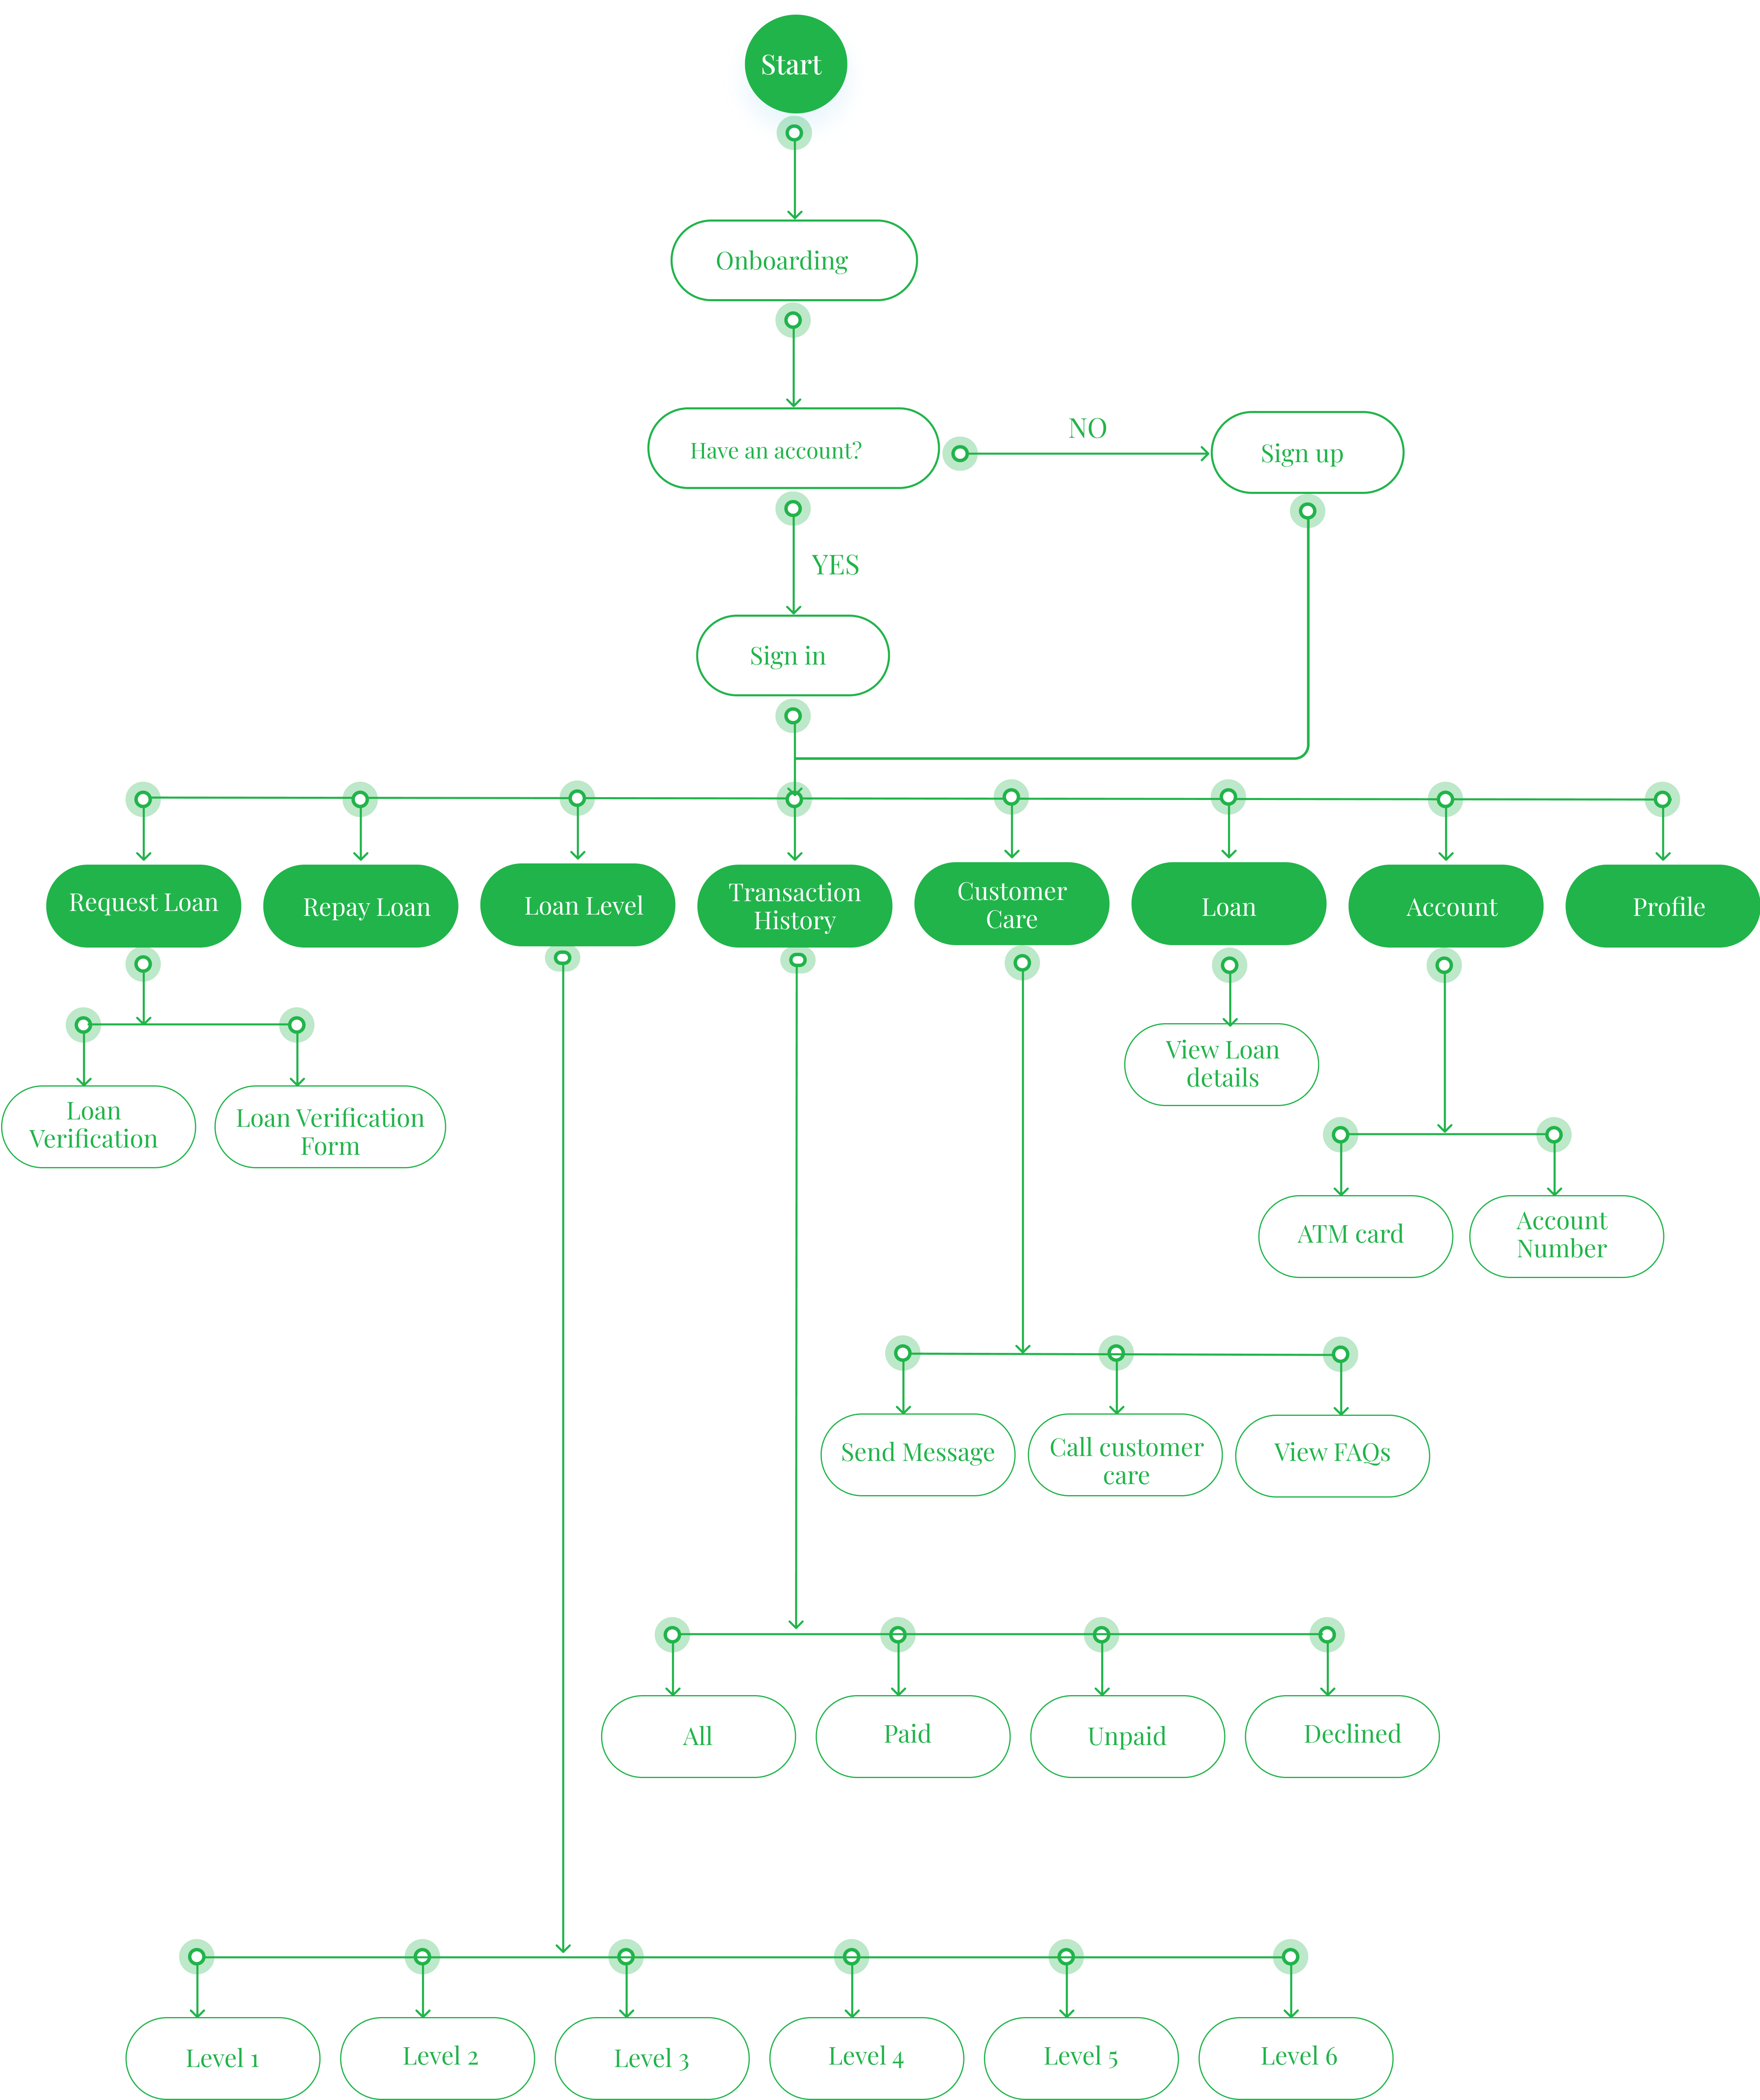 Start
Onboarding
Have an account?
NO
Sign up
YES
Sign in
Request Loan
Repay Loan
Loan Level
Transaction
History
Customer
Care
Loan
Account
Profile
Loan
Verification
Loan Verification
Form
View Loan
details
ATM card
Account
Number
Send Message
Call customer
care
View FAQs
All
Paid
Unpaid
Declined
Level 1
Level 2
Level 3
Level 4
Level 5
Level 6